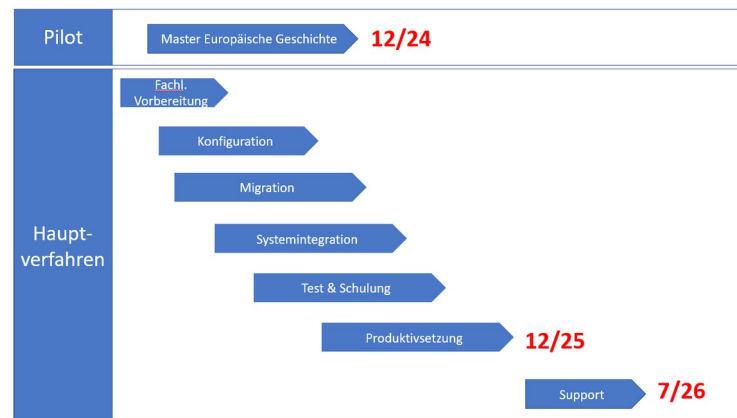 Pilot
Master Europäische Geschichte
12/24
Haupt-
verfahren
Fachl.
Vorbereitung
Konfiguration
Migration
Systemintegration
Test & Schulung
Produktivsetzung
12/25
Support
7/26